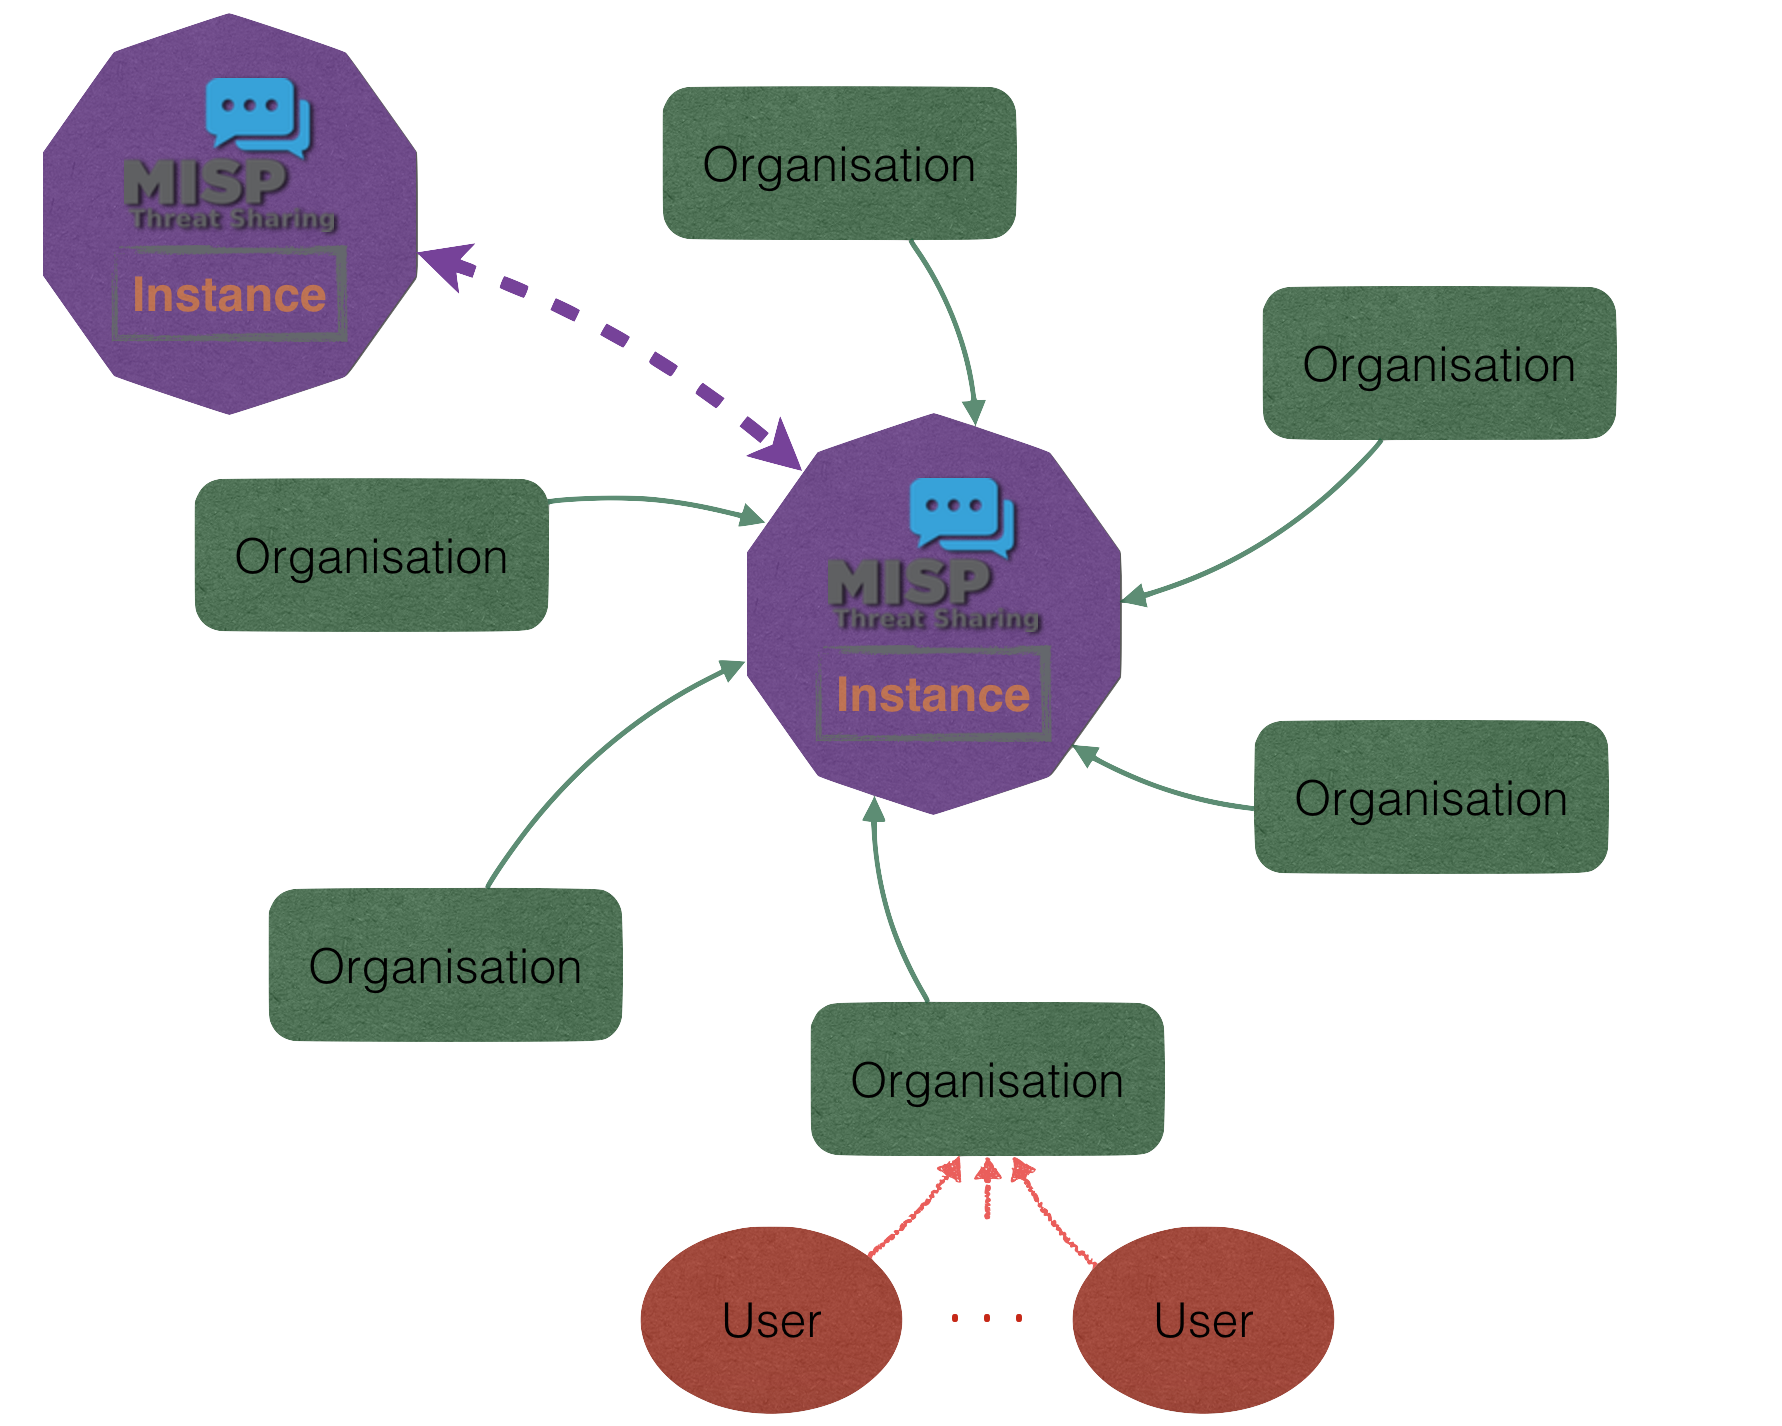 MISP
Threat Sharing
Instance
Organisation
Organisation
Organisation
MISP
Threat Sharing
Instance
Organisation
Organisation
Organisation
User
. . .
User